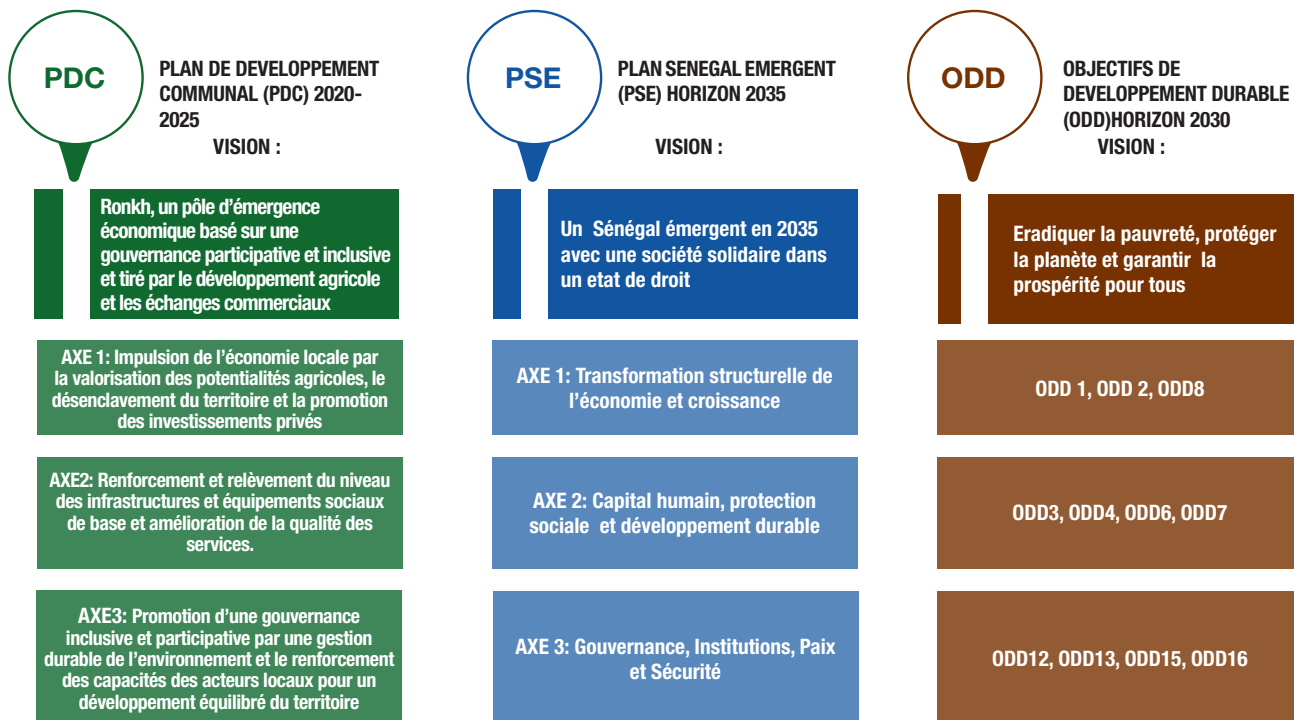 PDC
PLAN DE DEVELOPPEMENT
COMMUNAL (PDC) 2020-
2025
VISION :
Ronkh, un pôle d’émergence
économique basé sur une
gouvernance participative et inclusive
et tiré par le développement agricole
et les échanges commerciaux
AXE 1: Impulsion de l’économie locale par
la valorisation des potentialités agricoles, le
désenclavement du territoire et la promotion
des investissements privés
AXE2: Renforcement et relèvement du niveau
des infrastructures et équipements sociaux
de base et amélioration de la qualité des
services.
AXE3: Promotion d’une gouvernance
inclusive et participative par une gestion
durable de l’environnement et le renforcement
des capacités des acteurs locaux pour un
développement équilibré du territoire
PSE
PLAN SENEGAL EMERGENT
(PSE) HORIZON 2035
VISION :
Un Sénégal émergent en 2035
avec une société solidaire dans
un etat de droit
AXE 1: Transformation structurelle de
l’économie et croissance
AXE 2: Capital humain, protection
sociale et développement durable
AXE 3: Gouvernance, Institutions, Paix
et Sécurité
ODD
OBJECTIFS DE
DEVELOPPEMENT DURABLE
(ODD)HORIZON 2030
VISION :
Eradiquer la pauvreté, protéger
la planète et garantir la
prospérité pour tous
ODD 1, ODD 2, ODD8
ODD3, ODD4, ODD6, ODD7
ODD12, ODD13, ODD15, ODD16